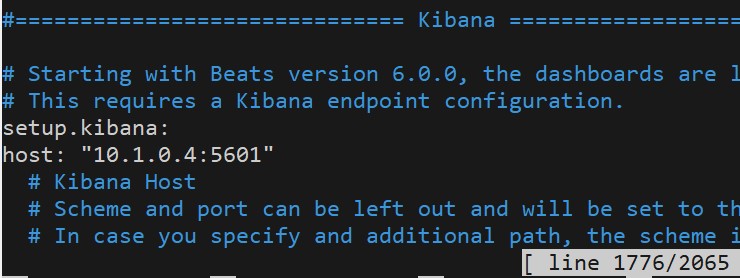 #============================== Kibana ==================
# Starting with Beats version 6.0.0, the dashboards are l
# This requires a Kibana endpoint configuration.
setup.kibana:
host: "10.1.0.4:5601"
# Kibana Host
# Scheme and port can be left out and will be set to th
# In case you specify and additional path, the scheme i
[ line 1776/2065